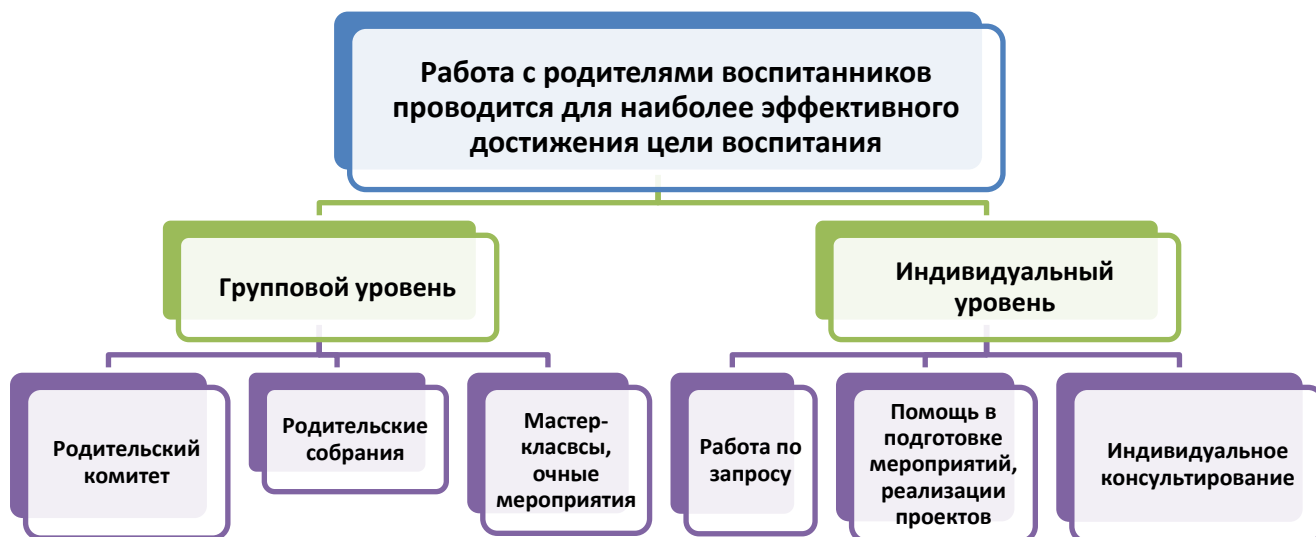 Работа с родителями воспитанников
проводится для наиболее эффективного
достижения цели воспитания
Групповой уровень
Индивидуальный
уровень
Родительский
комитет
Родительские
собрания
Мастер-
класвсы,
очные
мероприятия
Работа по
запросу
Помощь в
подготовке
мероприятий,
реализации
проектов
Индивидуальное
консультирование